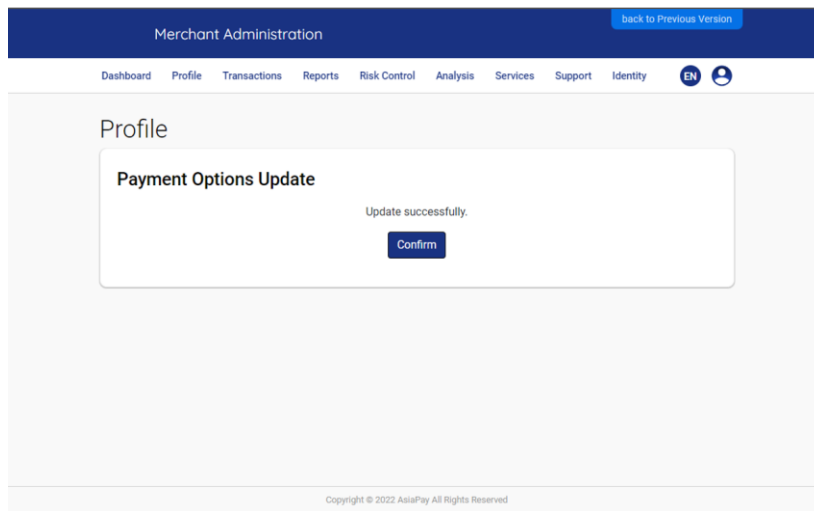 back to Previous Version
Merchant Administration
Dashboard Profile Transactions Reports Risk Control Analysis Services Support Identity EN
Profile
Payment Options Update
Update successfully.
Confirm
Copyright © 2022 AsiaPay All Rights Reserved